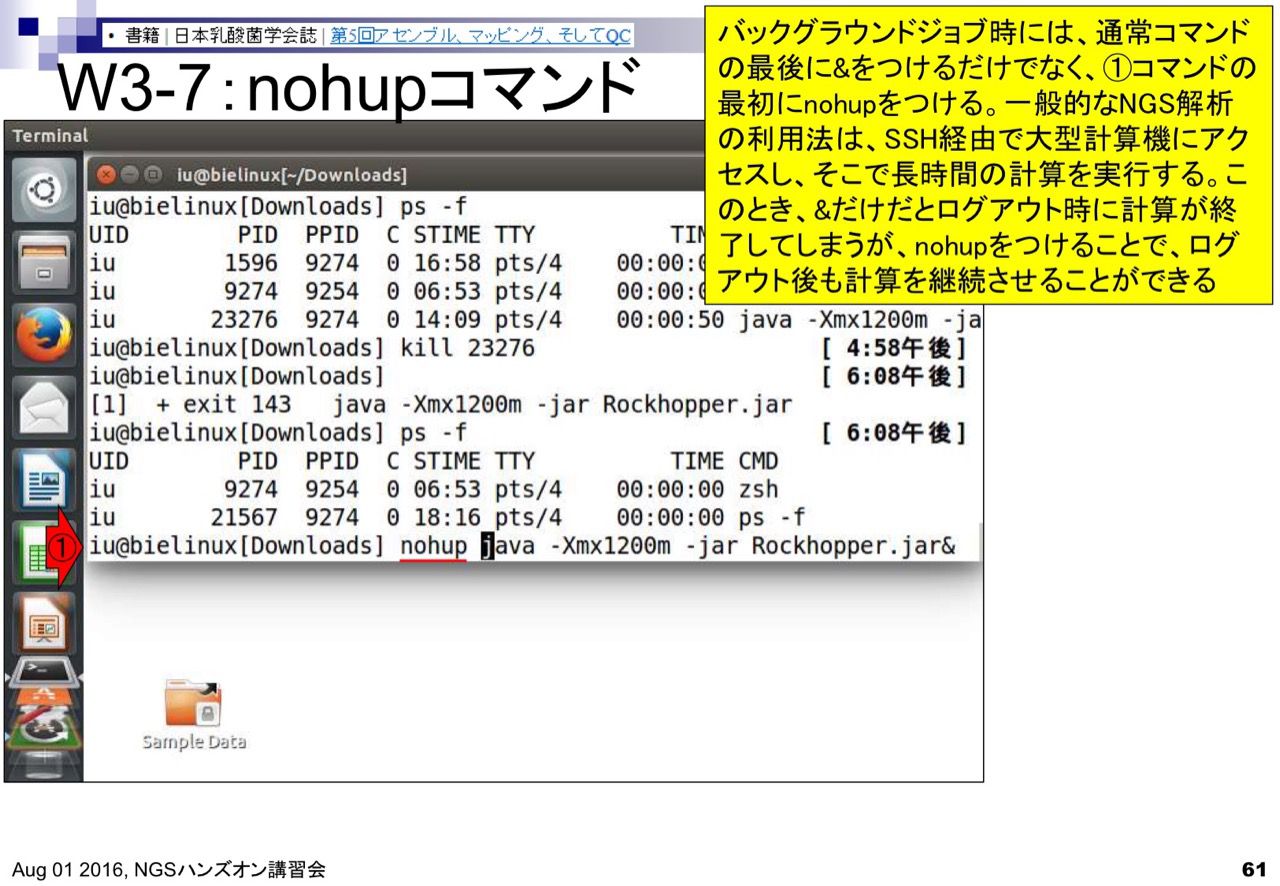 • 書籍 | 日本乳酸菌学会誌 | 第5回アセンブル、マッピング、そしてQC
W3-7：nohupコマンド
バックグラウンドジョブ時には、通常コマンド
の最後に&をつけるだけでなく、①コマンドの
最初にnohupをつける。一般的なNGS解析
の利用法は、SSH経由で大型計算機にアク
セスし、そこで長時間の計算を実行する。こ
のとき、&だけだとログアウト時に計算が終
了してしまうが、nohupをつけることで、ログ
アウト後も計算を継続させることができる
Terminal
iu@bielinux[~/Downloads]
iu@bielinux[Downloads] ps -f
UID PID PPID C STIME TTY
iu 1596 9274 0 16:58 pts/4 00:00:
iu 9274 9254 0 06:53 pts/4 00:00:
iu 23276 9274 0 14:09 pts/4 00:00:50 java -Xmx1200m -ja
iu@bielinux[Downloads] kill 23276 [ 4:58午後]
iu@bielinux[Downloads] [ 6:08午後]
[1] + exit 143 java -Xmx1200m -jar Rockhopper.jar
iu@bielinux[Downloads] ps -f [ 6:08午後]
UID PID PPID C STIME TTY TIME CMD
iu 9274 9254 0 06:53 pts/4 00:00:00 zsh
iu 21567 9274 0 18:16 pts/4 00:00:00 ps -f
①
iu@bielinux[Downloads] nohup java -Xmx1200m -jar Rockhopper.jar&
Sample Data
Aug 01 2016, NGSハンズオン講習会
61